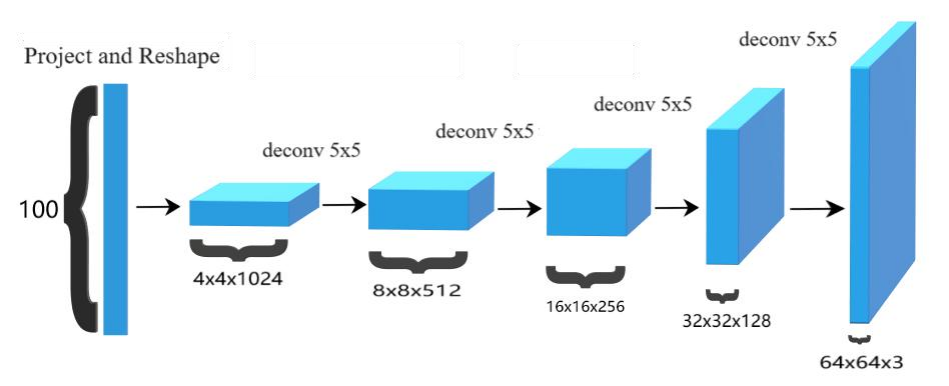 Project and Reshape
100
4x4x1024
deconv 5x5
8x8x512
deconv 5x5
16x16x256
deconv 5x5
32x32x128
deconv 5x5
64x64x3